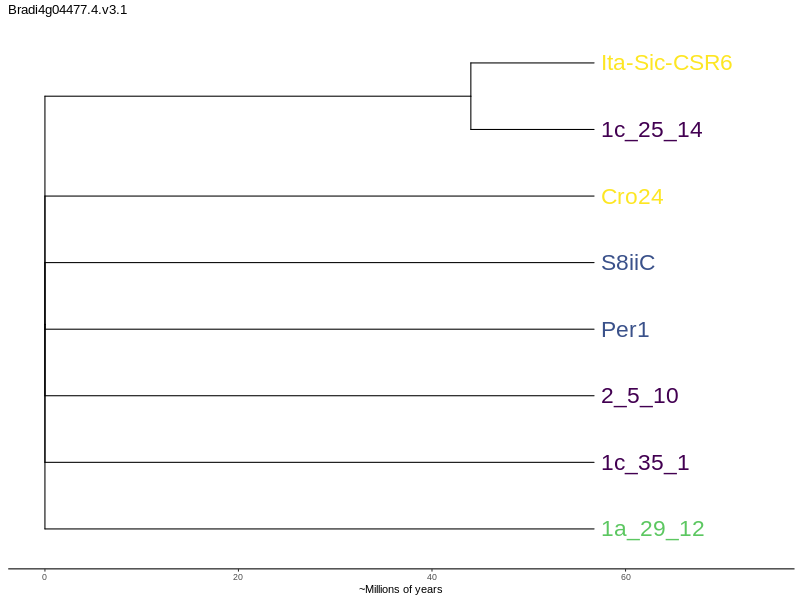 Bradi4g04477.4.v3.1
Ita-Sic-CSR6
1c_25_14
Cro24
S8iiC
Per1
2_5_10
1c_35_1
1a_29_12
0 20 40 60
~Millions of years